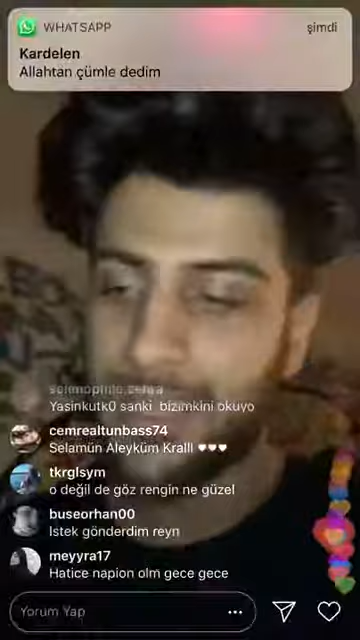 WHATSAPP şimdi
Kardelen
Allahtan çümle dedim
Yasinkutk0 sanki bizimkini okuyo
cemrealtunbass74
Selamün Aleyküm Kralll ♥♥♥
tkrglsym
o değil de göz rengin ne güzel
buseorhan00
Istek gönderdim reyn
meyyra17
Hatice napion olm gece gece
Yorum Yap